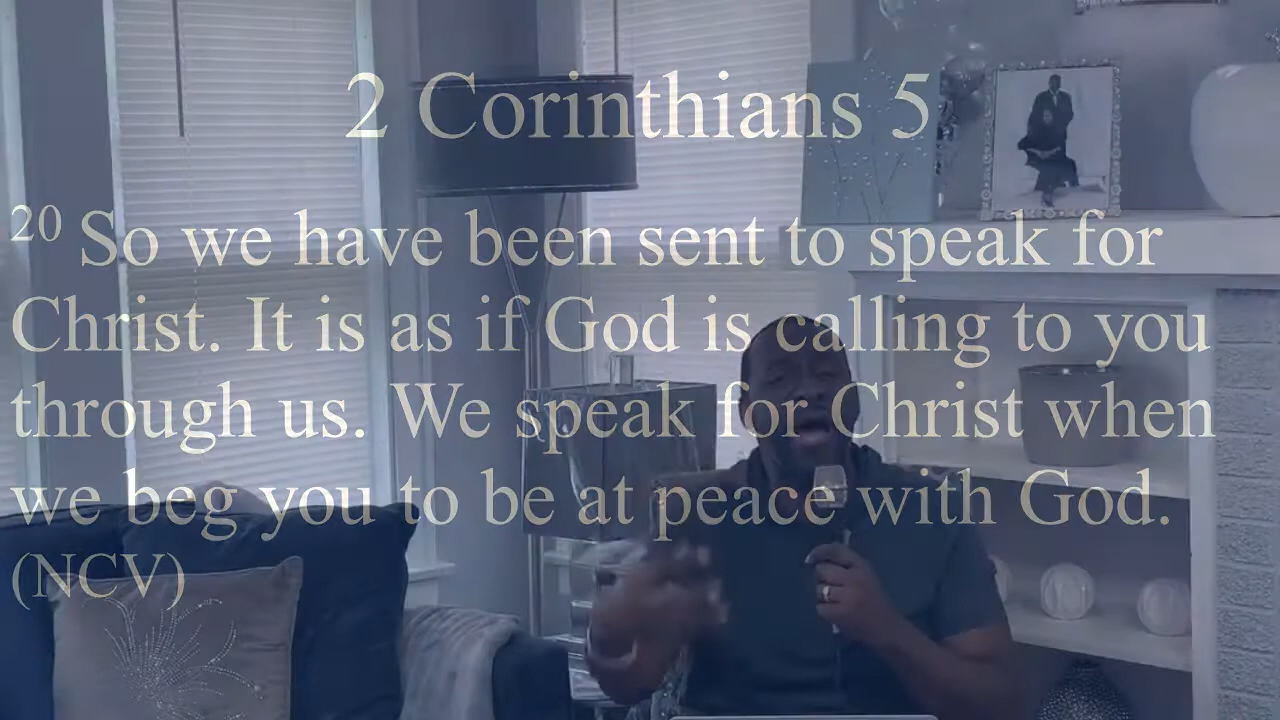 2 Corinthians 5
20 So we have been sent to speak for
Christ. It is as if God is calling to you
through us. We speak for Christ when
we beg you to be at peace with God.
(NCV)